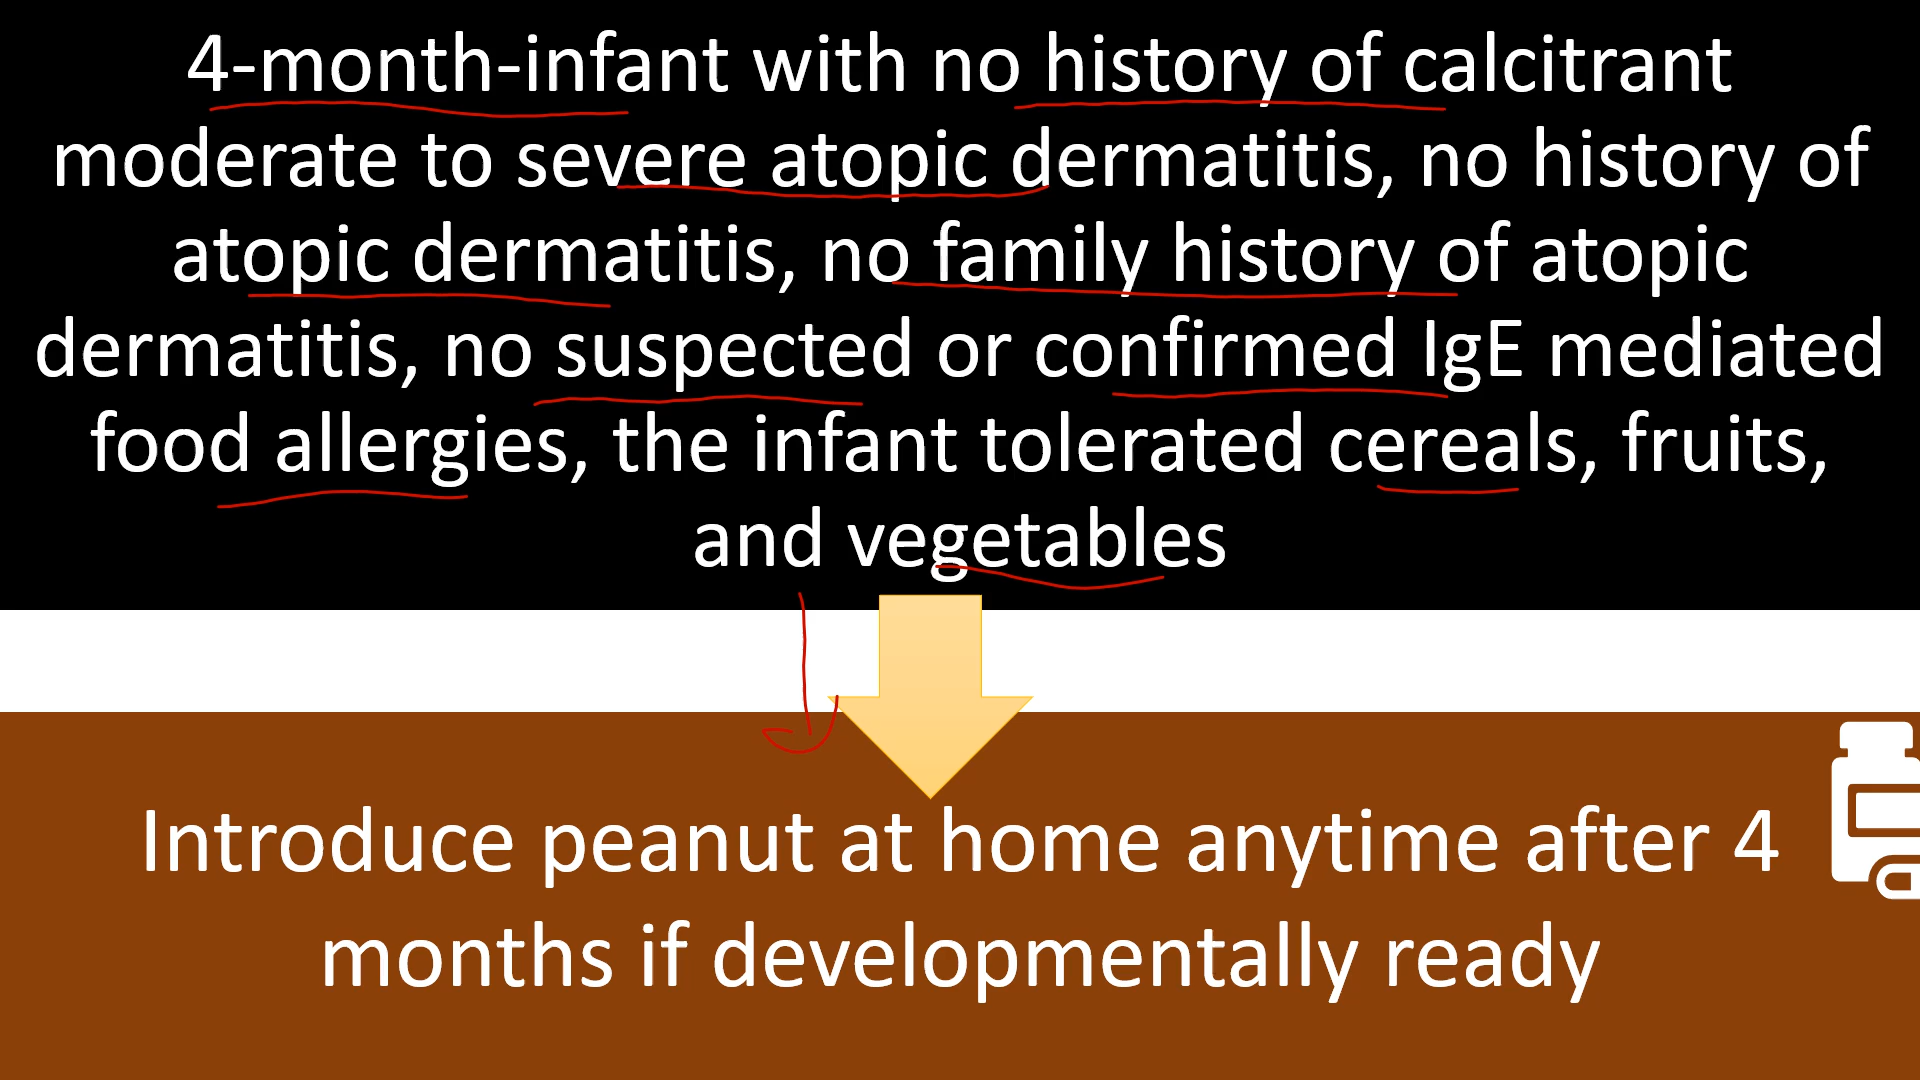 4-month-infant with no history of calcitrant
moderate to severe atopic dermatitis, no history of
atopic dermatitis, no family history of atopic
dermatitis, no suspected or confirmed IgE mediated
food allergies, the infant tolerated cereals, fruits,
and vegetables
Introduce peanut at home anytime after 4
months if developmentally ready